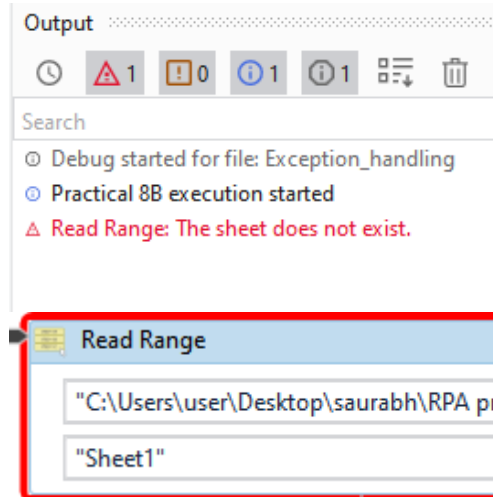 Output
1 0 1 1
Search
Debug started for file: Exception_handling
Practical 8B execution started
Read Range: The sheet does not exist.
Read Range
"C:\Users\user\Desktop\saurabh\RPA pr
"Sheet1"